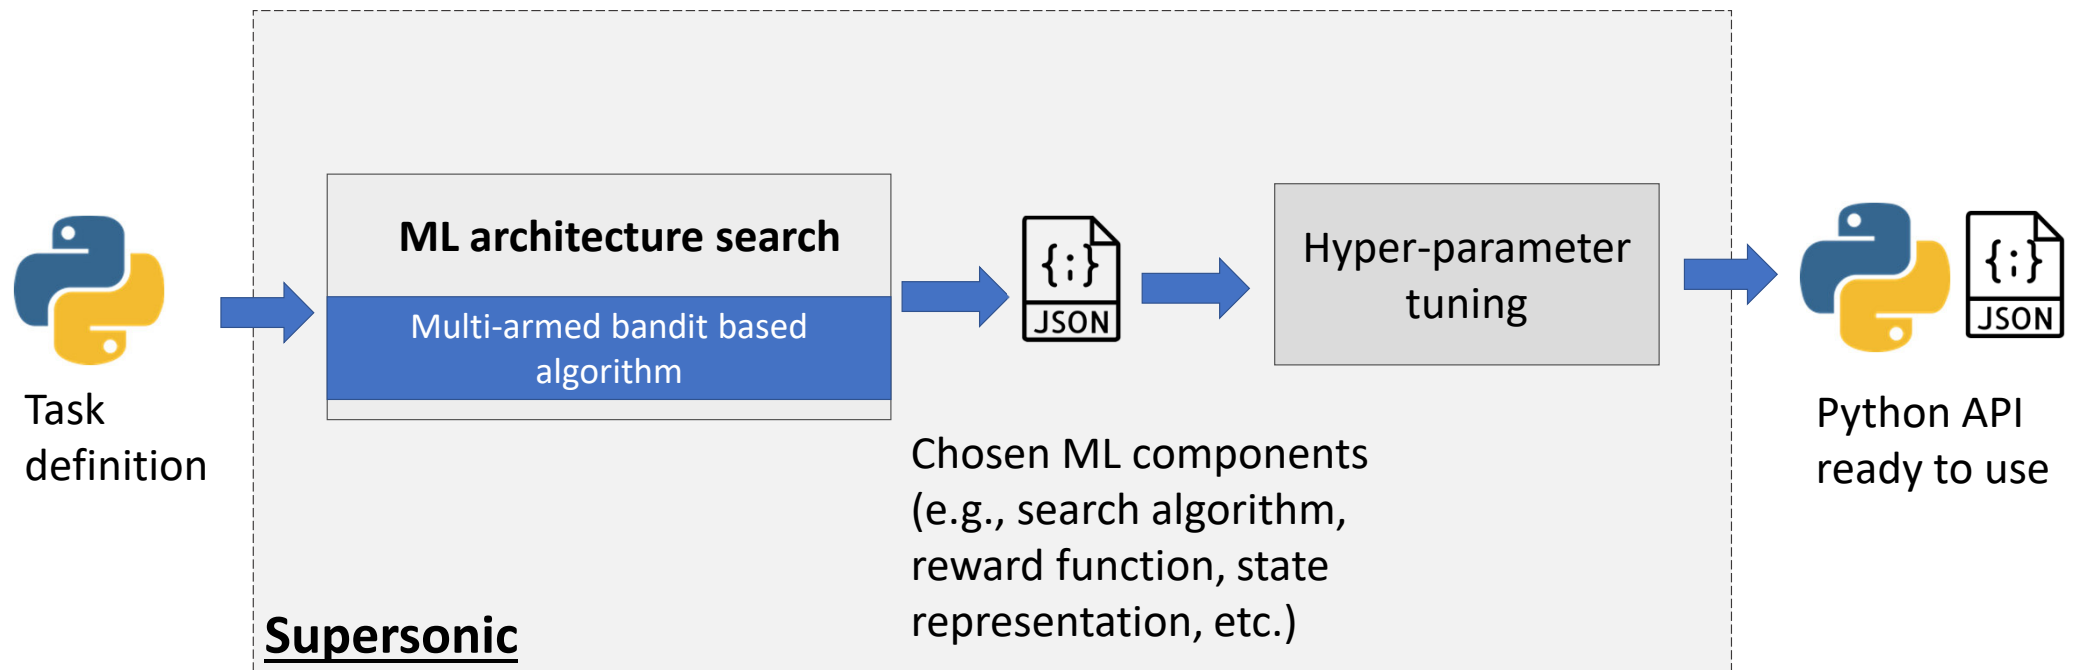 Task
definition
ML architecture search
Multi-armed bandit based
algorithm
{;}
JSON
Chosen ML components
(e.g., search algorithm,
reward function, state
representation, etc.)
Hyper-parameter
tuning
{;}
JSON
Python API
ready to use
Supersonic